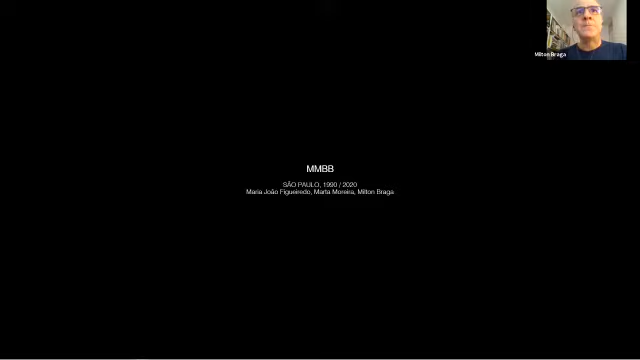 Milton Braga
MMBB
SÃO PAULO, 1990 / 2020
Maria João Figueiredo, Marta Moreira, Milton Braga